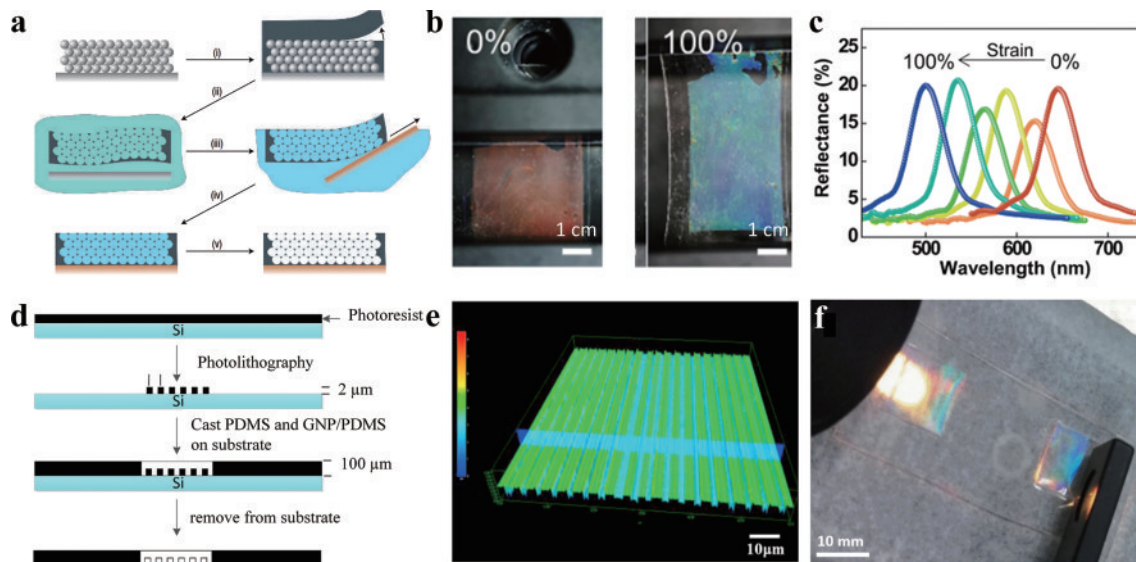 a
(i)
(ii)
(iii)
(iv)
(v)
b
0%
1 cm
100%
1 cm
c
25
20
15
10
5
0
Reflectance (%)
100%
Strain
0%
500
600
700
Wavelength (nm)
d
Photoresist
Si
Photolithography
2 µm
Si
Cast PDMS and GNP/PDMS
on substrate
100 µm
Si
remove from substrate
e
10µm
f
10 mm